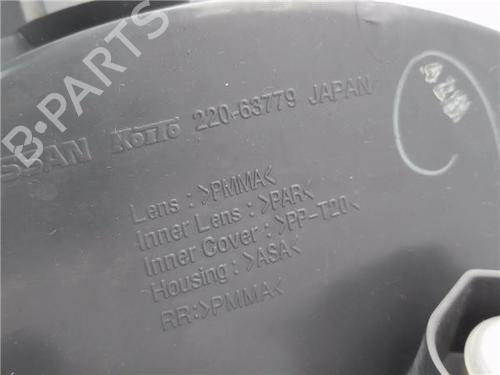 B-PARTS
SSAN KOITO 220-63779 JAPAN
Lens : >PMMA<
Inner Lens : >PAR<
Inner Cover : >PP-T20<
Housing : >ASA<
RR:>PMMA<